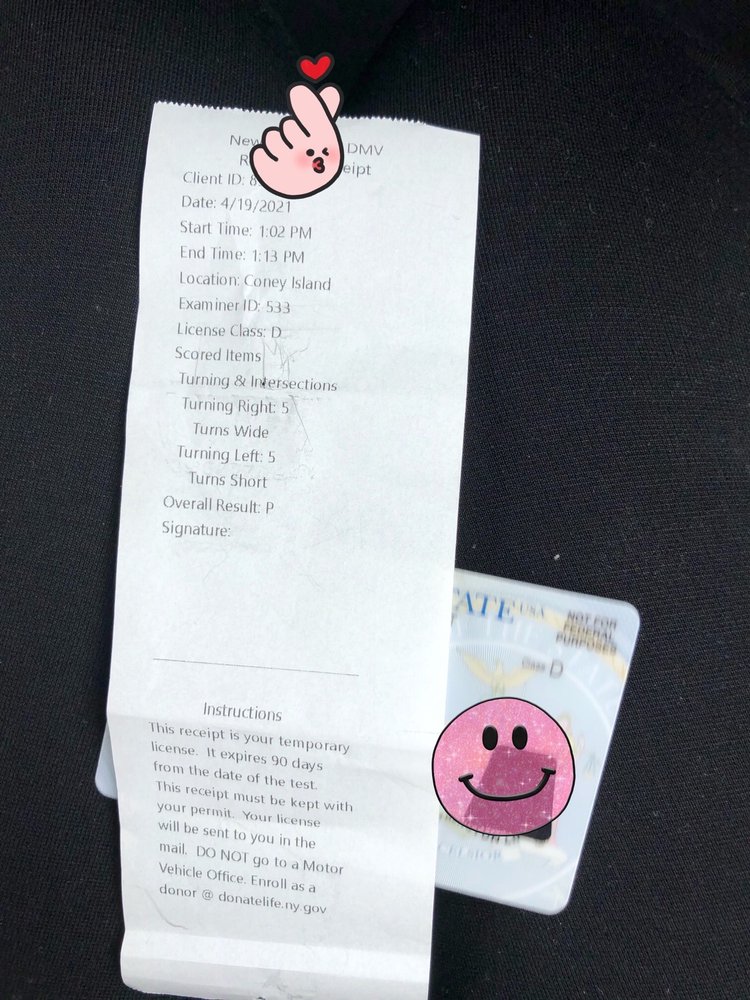 New DMV
R eipt
Client ID: 8
Date: 4/19/2021
Start Time: 1:02 PM
End Time: 1:13 PM
Location: Coney Island
Examiner ID: 533
License Class: D
Scored Items
Turning & Intersections
Turning Right: 5
Turns Wide
Turning Left: 5
Turns Short
Overall Result: P
Signature:
Instructions
This receipt is your temporary
license. It expires 90 days
from the date of the test.
This receipt must be kept with
your permit. Your license
will be sent to you in the
mail. DO NOT go to a Motor
Vehicle Office. Enroll as a
donor @ donatelife.ny.gov
TATE USA
NOT FOR
FEDERAL
PURPOSES
Class D